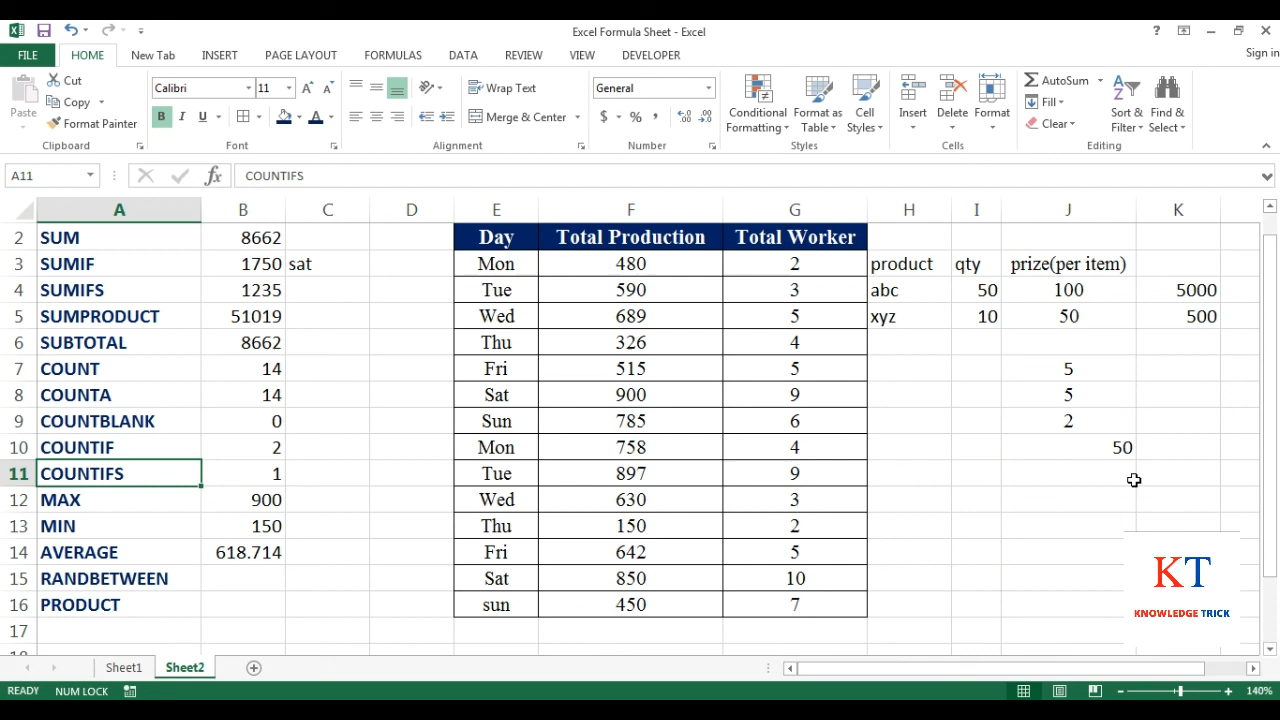 Excel Formula Sheet - Excel
?
Sign in
FILE HOME New Tab INSERT PAGE LAYOUT FORMULAS DATA REVIEW VIEW DEVELOPER
Paste
Cut
Copy
Format Painter
Clipboard
Calibri 11
B I U
Font
Wrap Text
Merge & Center
Alignment
General
$ % ,
Number
Conditional Formatting
Format as Table
Cell Styles
Styles
Insert
Delete
Format
Cells
AutoSum
Fill
Clear
Sort & Filter
Find & Select
Editing
A11 fx COUNTIFS
A B C D E F G H I J K
2 SUM 8662 Day Total Production Total Worker
3 SUMIF 1750 sat Mon 480 2 product qty prize(per item)
4 SUMIFS 1235 Tue 590 3 abc 50 100 5000
5 SUMPRODUCT 51019 Wed 689 5 xyz 10 50 500
6 SUBTOTAL 8662 Thu 326 4
7 COUNT 14 Fri 515 5 5
8 COUNTA 14 Sat 900 9 5
9 COUNTBLANK 0 Sun 785 6 2
10 COUNTIF 2 Mon 758 4 50
11 COUNTIFS 1 Tue 897 9
12 MAX 900 Wed 630 3
13 MIN 150 Thu 150 2
14 AVERAGE 618.714 Fri 642 5
15 RANDBETWEEN Sat 850 10
16 PRODUCT sun 450 7
17
KT
KNOWLEDGE TRICK
Sheet1 Sheet2
READY NUM LOCK 140%